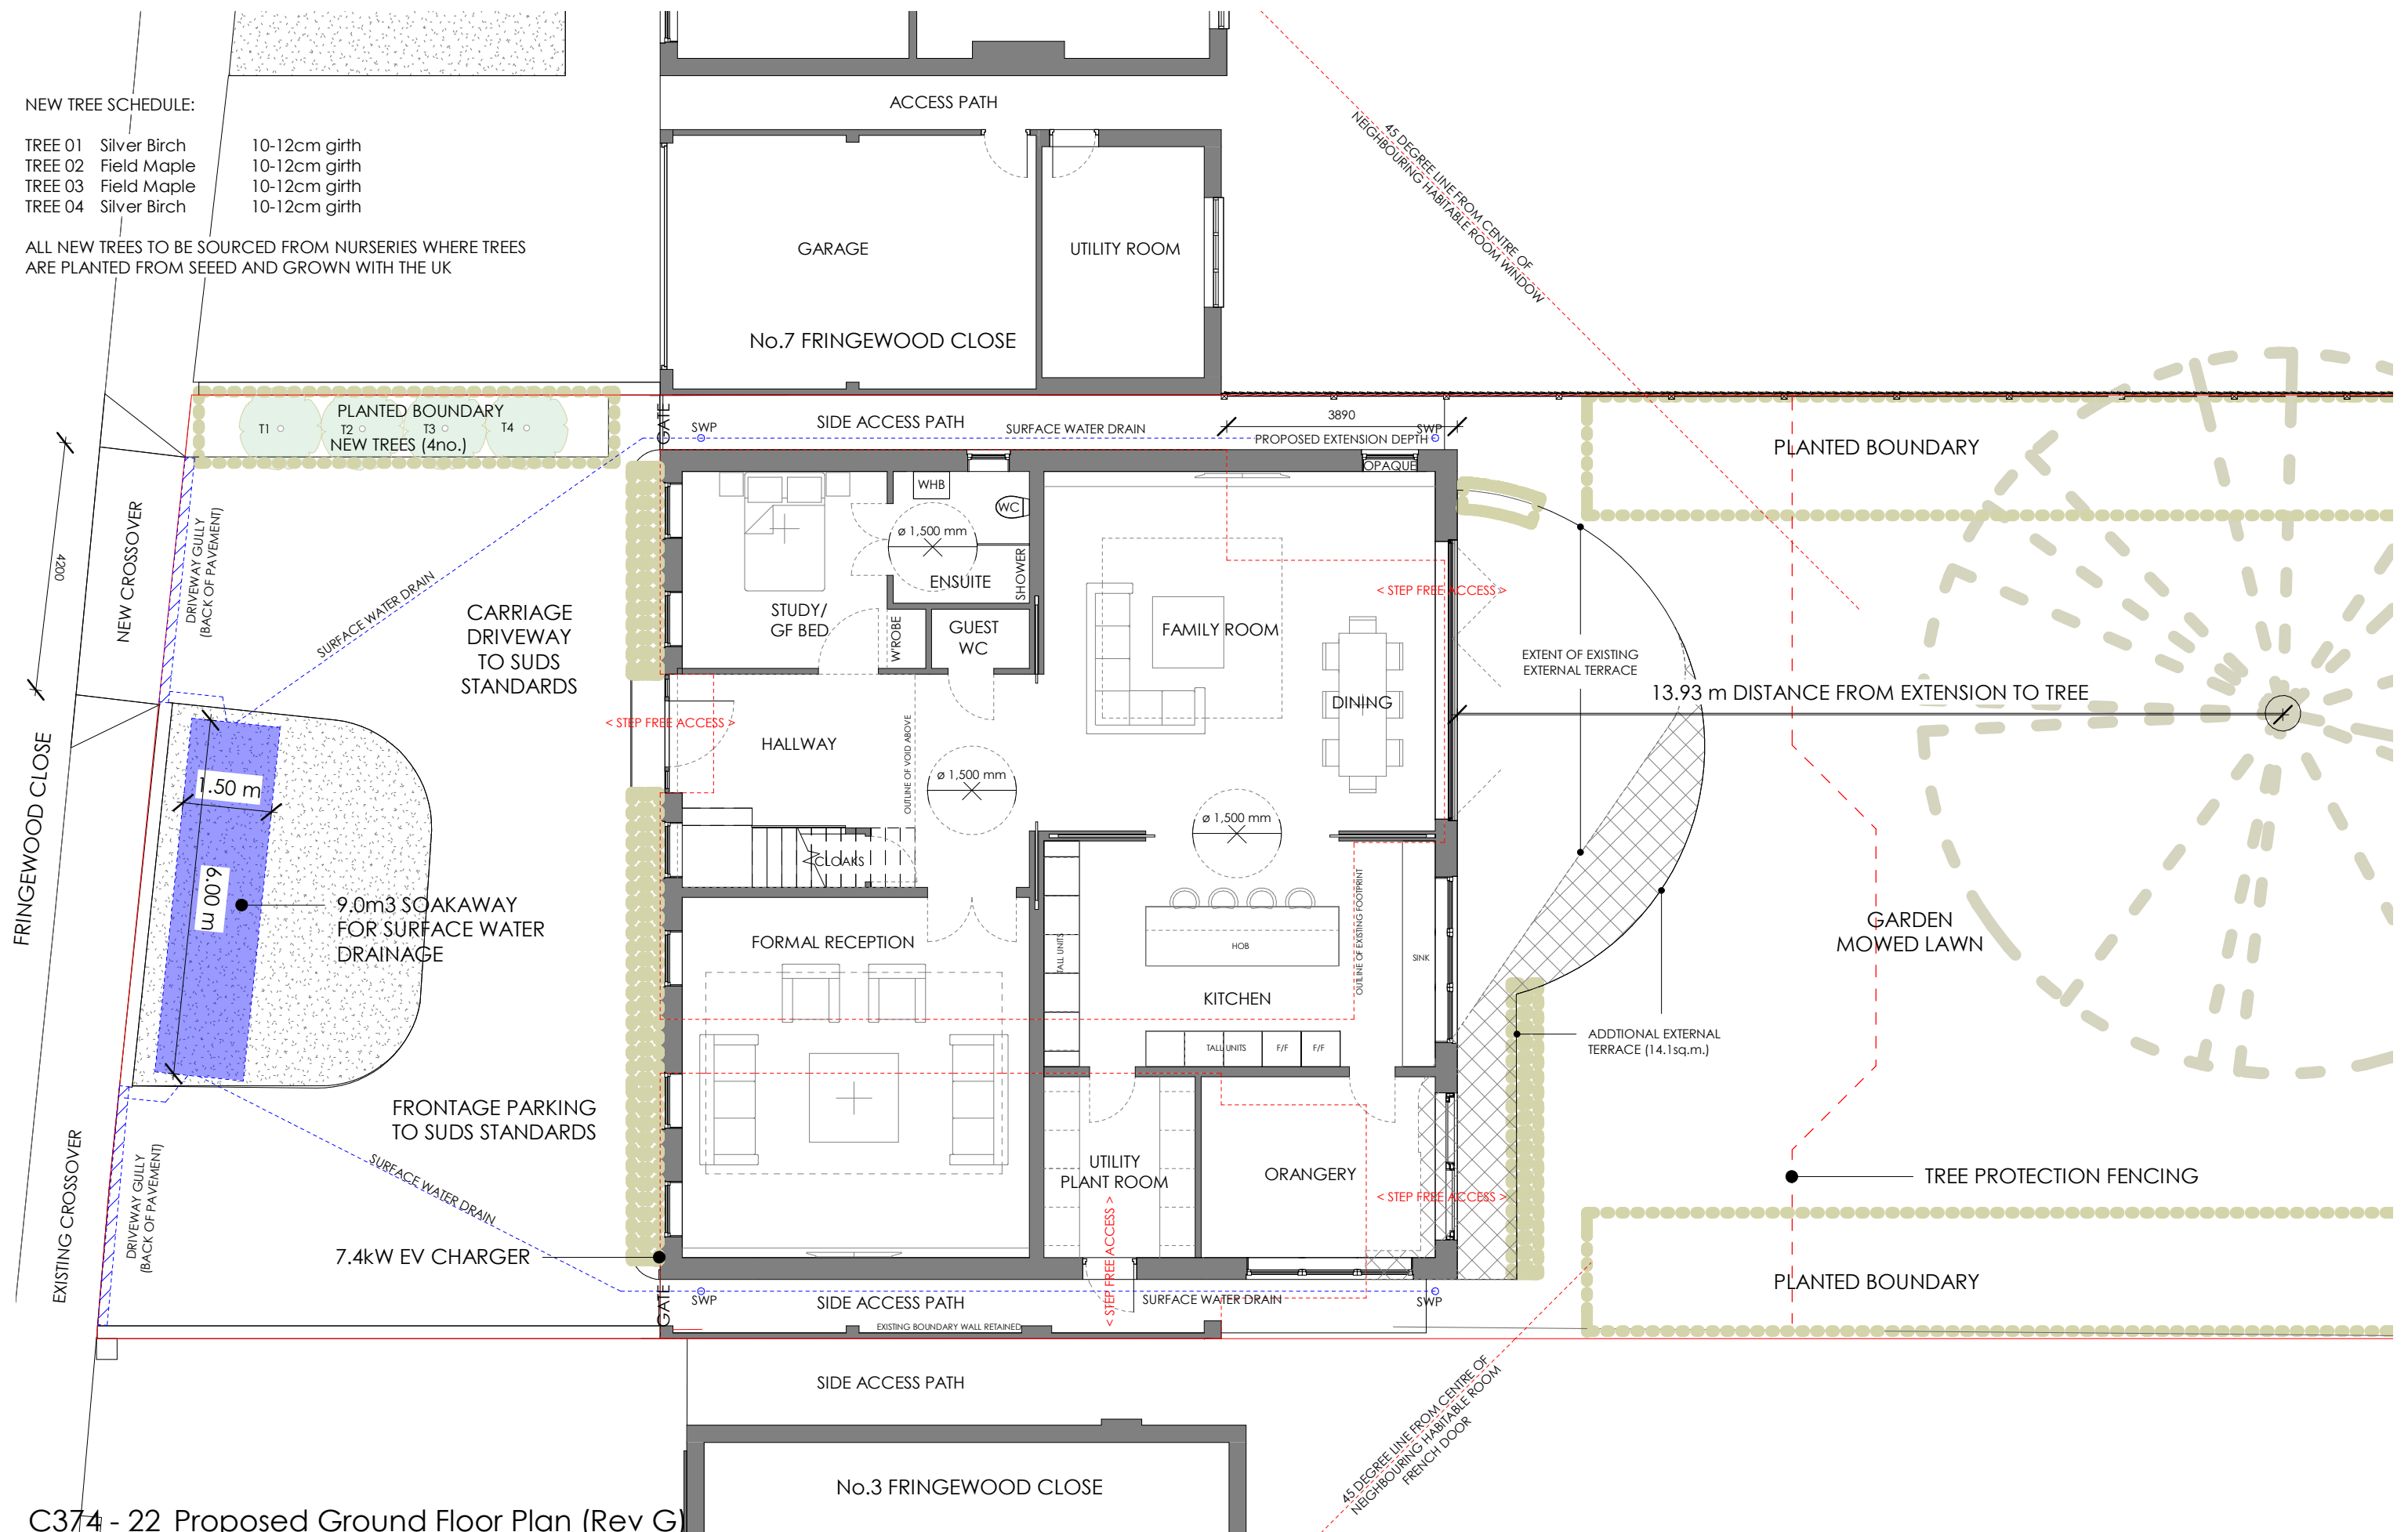 NEW TREE SCHEDULE:
TREE 01 Silver Birch 10-12cm girth
TREE 02 Field Maple 10-12cm girth
TREE 03 Field Maple 10-12cm girth
TREE 04 Silver Birch 10-12cm girth
ALL NEW TREES TO BE SOURCED FROM NURSERIES WHERE TREES
ARE PLANTED FROM SEEED AND GROWN WITH THE UK
ACCESS PATH
GARAGE
UTILITY ROOM
No.7 FRINGEWOOD CLOSE
45 DEGREE LINE FROM CENTRE OF
NEIGHBOURING HABITABLE ROOM WINDOW
PLANTED BOUNDARY
T1
T2
T3
T4
NEW TREES (4no.)
GATE
SWP
SIDE ACCESS PATH
SURFACE WATER DRAIN
3890
PROPOSED EXTENSION DEPTH
SWP
OPAQUE
PLANTED BOUNDARY
4200
NEW CROSSOVER
DRIVEWAY GULLY
(BACK OF PAVEMENT)
SURFACE WATER DRAIN
CARRIAGE
DRIVEWAY
TO SUDS
STANDARDS
WHB
WC
ø 1,500 mm
ENSUITE
SHOWER
STUDY/
GF BED
W'ROBE
GUEST
WC
FAMILY ROOM
DINING
< STEP FREE ACCESS >
EXTENT OF EXISTING
EXTERNAL TERRACE
13.93 m DISTANCE FROM EXTENSION TO TREE
< STEP FREE ACCESS >
HALLWAY
OUTLINE OF VOID ABOVE
ø 1,500 mm
ø 1,500 mm
CLOAKS
FRINGEWOOD CLOSE
1.50 m
6.00 m
9.0m3 SOAKAWAY
FOR SURFACE WATER
DRAINAGE
FORMAL RECEPTION
TALL UNITS
HOB
KITCHEN
OUTLINE OF EXISTING FOOTPRINT
SINK
TALL UNITS
F/F
F/F
GARDEN
MOWED LAWN
ADDTIONAL EXTERNAL
TERRACE (14.1sq.m.)
FRONTAGE PARKING
TO SUDS STANDARDS
EXISTING CROSSOVER
DRIVEWAY GULLY
(BACK OF PAVEMENT)
SURFACE WATER DRAIN
UTILITY
PLANT ROOM
ORANGERY
< STEP FREE ACCESS >
< STEP FREE ACCESS >
TREE PROTECTION FENCING
7.4kW EV CHARGER
PLANTED BOUNDARY
GATE
SWP
SIDE ACCESS PATH
SURFACE WATER DRAIN
SWP
EXISTING BOUNDARY WALL RETAINED
SIDE ACCESS PATH
45 DEGREE LINE FROM CENTRE OF
NEIGHBOURING HABITABLE ROOM
FRENCH DOOR
No.3 FRINGEWOOD CLOSE
C374 - 22 Proposed Ground Floor Plan (Rev G)